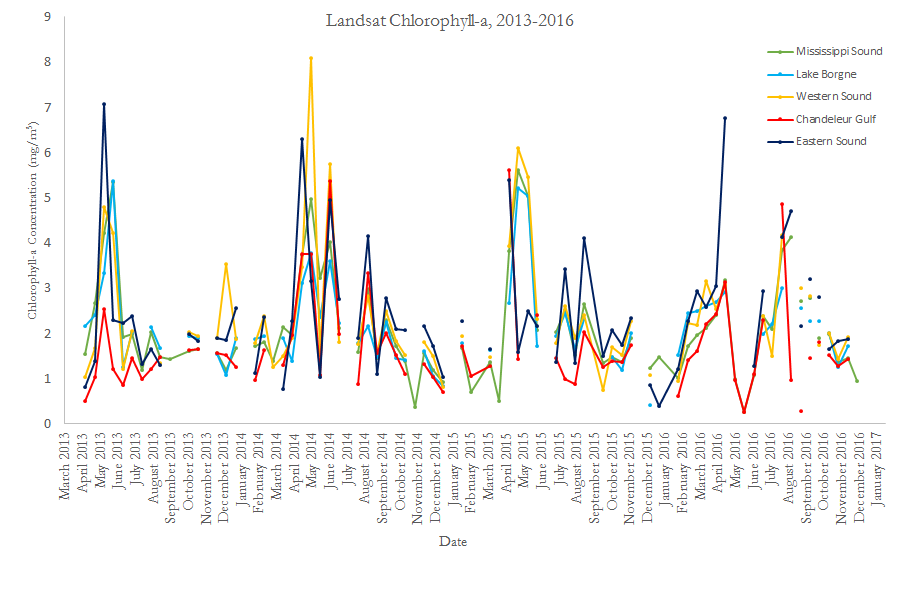 Landsat Chlorophyll-a, 2013-2016
9
8
7
6
5
4
3
2
1
0
Chlorophyll-a Concentration (mg/m³)
Mississippi Sound
Lake Borgne
Western Sound
Chandeleur Gulf
Eastern Sound
March 2013
April 2013
May 2013
June 2013
July 2013
August 2013
September 2013
October 2013
November 2013
December 2013
January 2014
February 2014
March 2014
April 2014
May 2014
June 2014
July 2014
August 2014
September 2014
October 2014
November 2014
December 2014
January 2015
February 2015
March 2015
April 2015
May 2015
June 2015
July 2015
August 2015
September 2015
October 2015
November 2015
December 2015
January 2016
February 2016
March 2016
April 2016
May 2016
June 2016
July 2016
August 2016
September 2016
October 2016
November 2016
December 2016
January 2017
Date